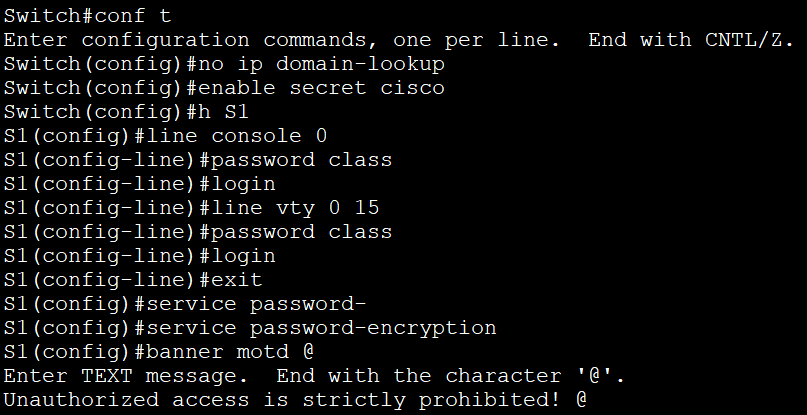 Switch#conf t
Enter configuration commands, one per line.  End with CNTL/Z.
Switch(config)#no ip domain-lookup
Switch(config)#enable secret cisco
Switch(config)#h S1
S1(config)#line console 0
S1(config-line)#password class
S1(config-line)#login
S1(config-line)#line vty 0 15
S1(config-line)#password class
S1(config-line)#login
S1(config-line)#exit
S1(config)#service password-
S1(config)#service password-encryption
S1(config)#banner motd @
Enter TEXT message.  End with the character '@'.
Unauthorized access is strictly prohibited! @